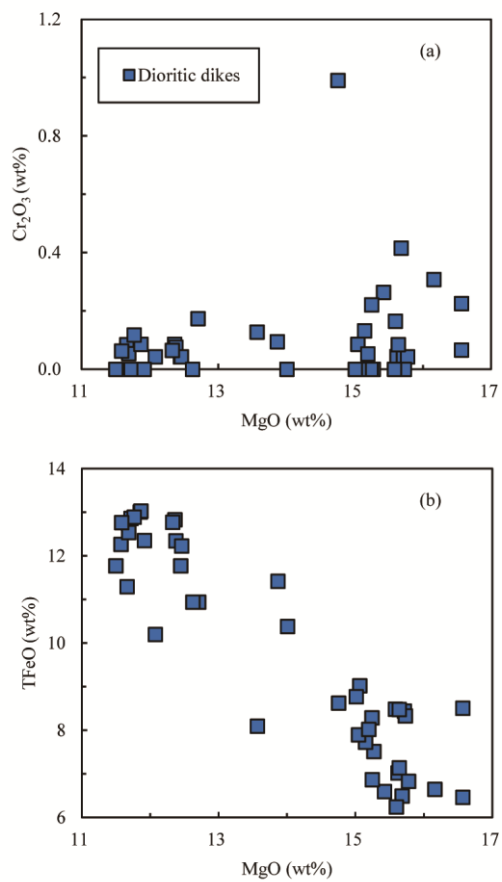 1.2
(a)
Dioritic dikes
0.8
Cr₂O₃ (wt%)
0.4
0.0
11 13 15 17
MgO (wt%)
14
(b)
12
TFeO (wt%)
10
8
6
11 13 15 17
MgO (wt%)